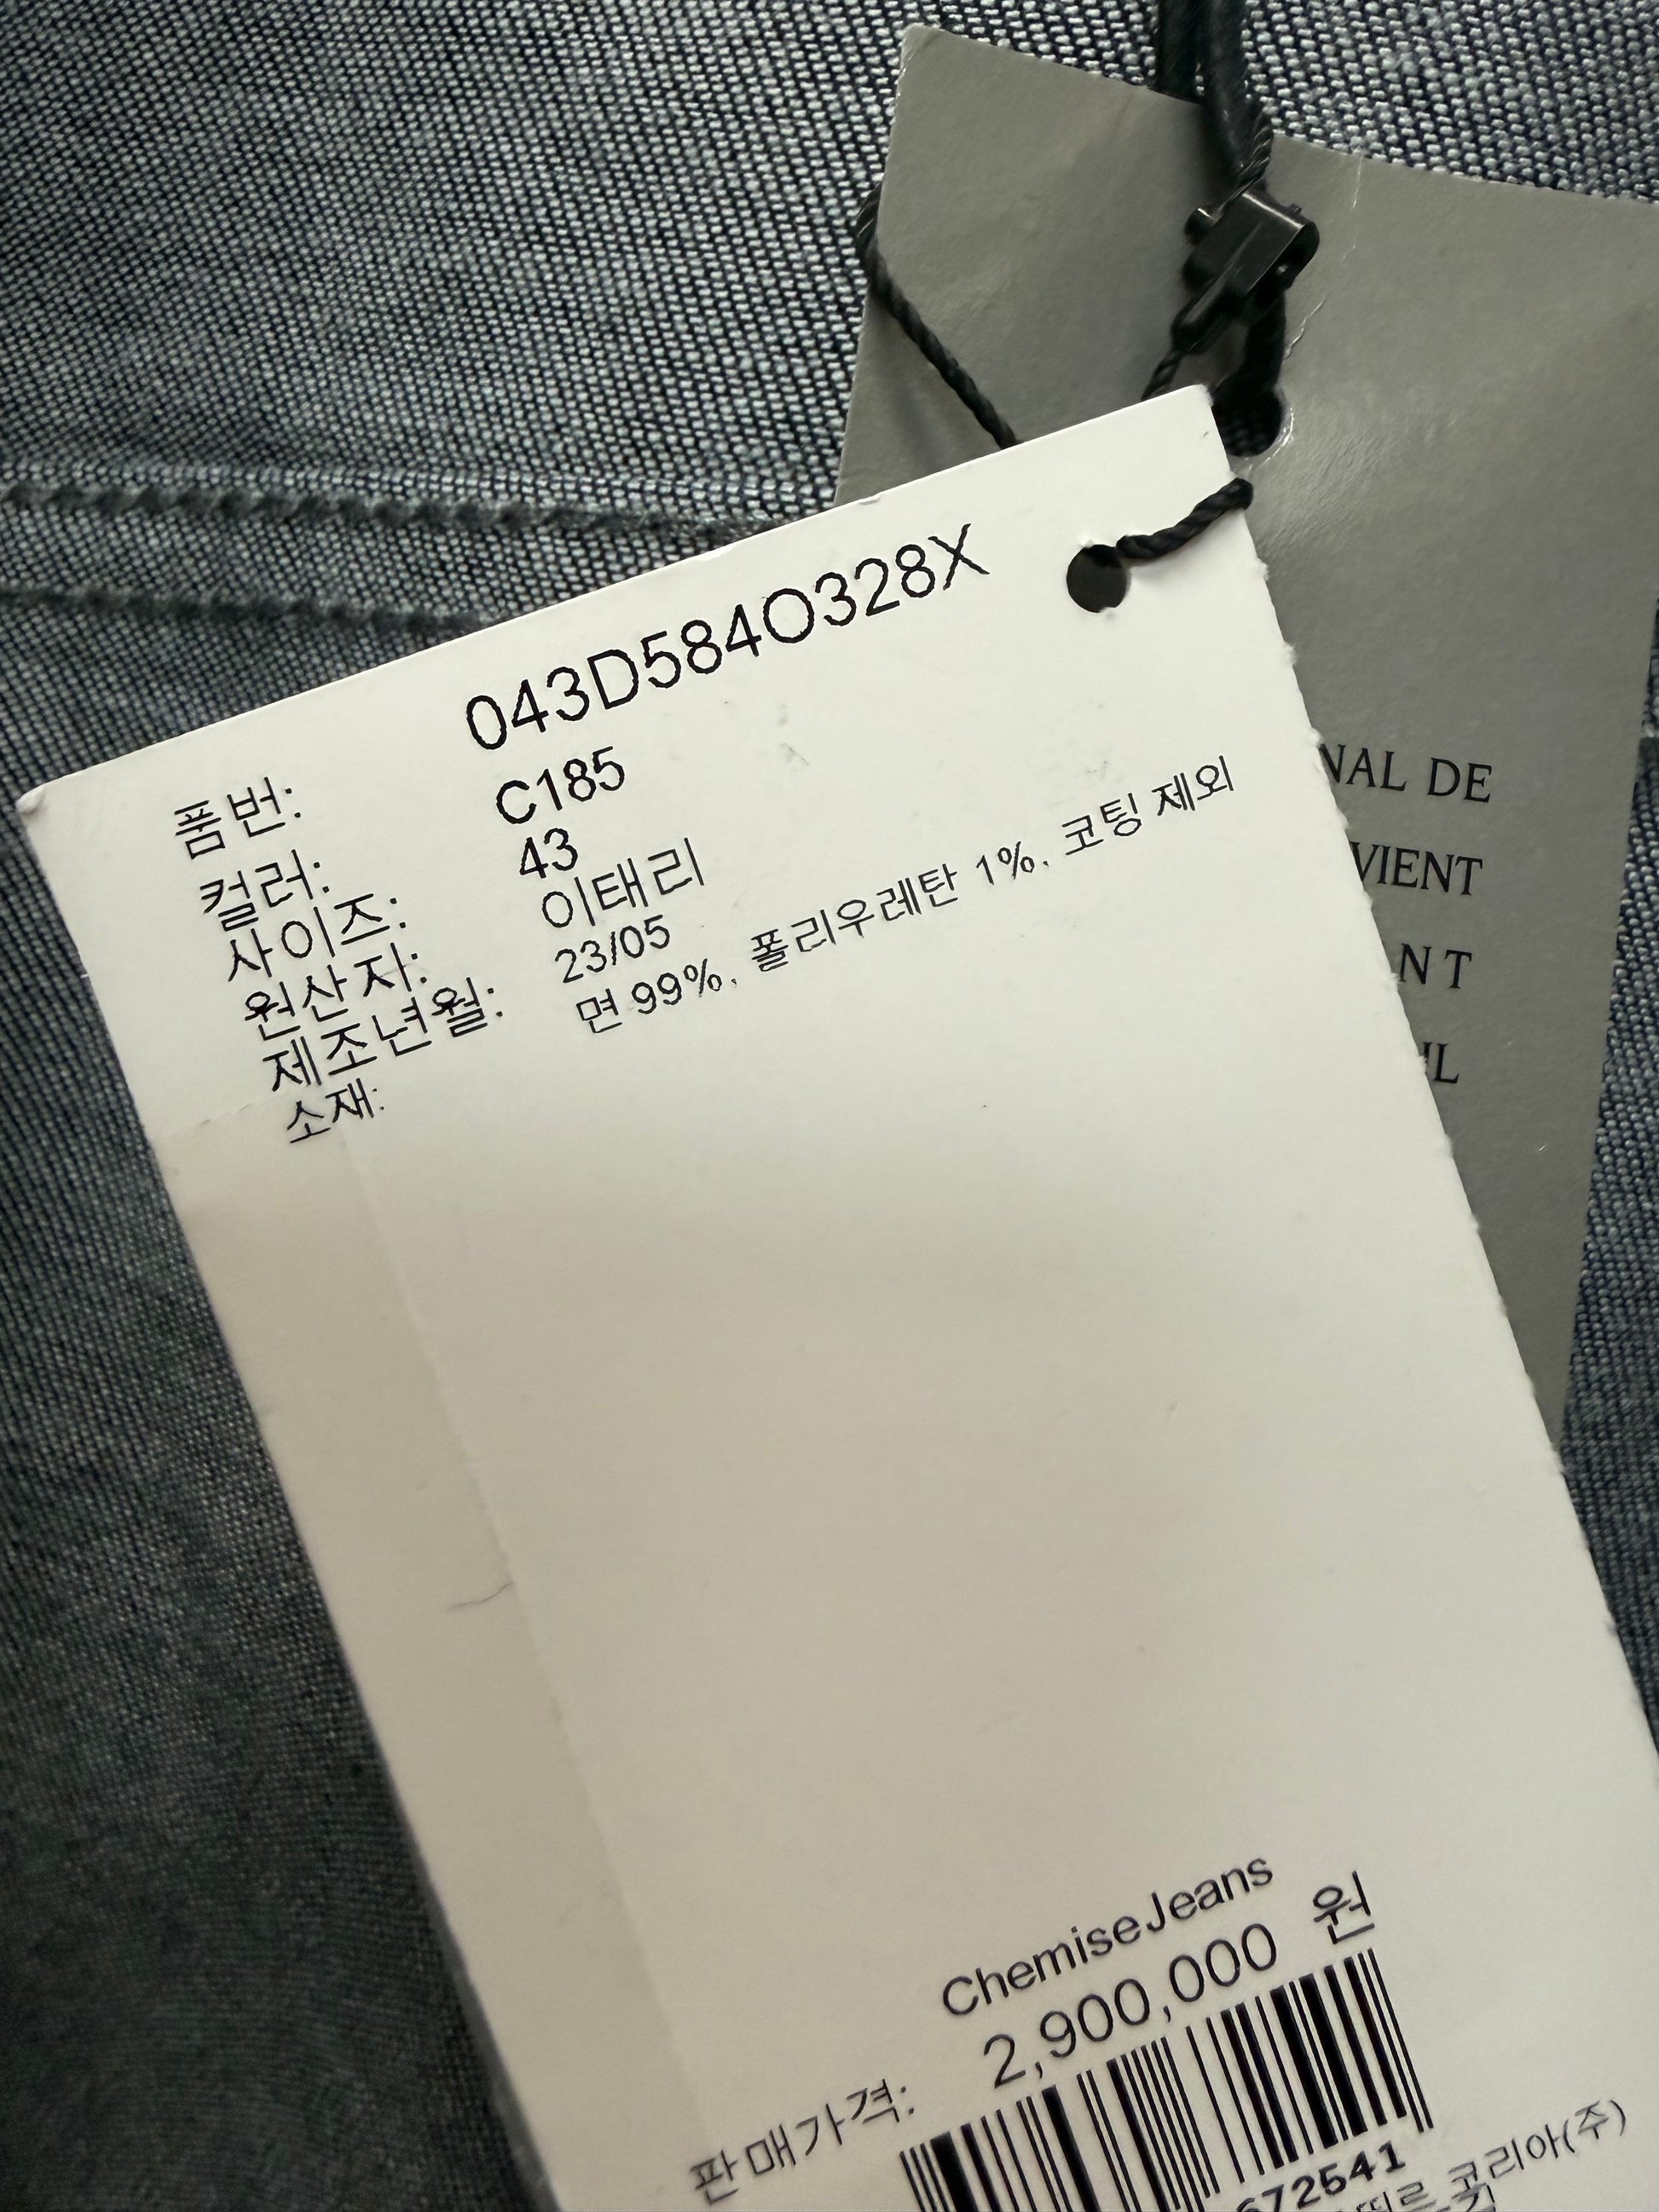 043D584O328X
품번:
C185
컬러:
43
사이즈:
이태리
원산지:
23/05
제조년월:
면 99%, 폴리우레탄 1%, 코팅 제외
소재:
NAL DE
VIENT
NT
IL
ChemiseJeans
판매가격: 2,900,000 원
672541
코리아(주)